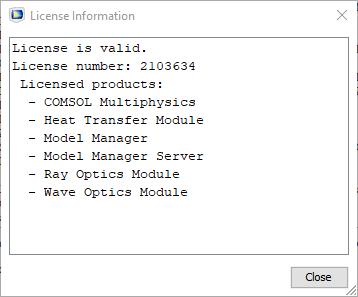 License Information
License is valid.
License number: 2103634
Licensed products:
- COMSOL Multiphysics
- Heat Transfer Module
- Model Manager
- Model Manager Server
- Ray Optics Module
- Wave Optics Module
Close